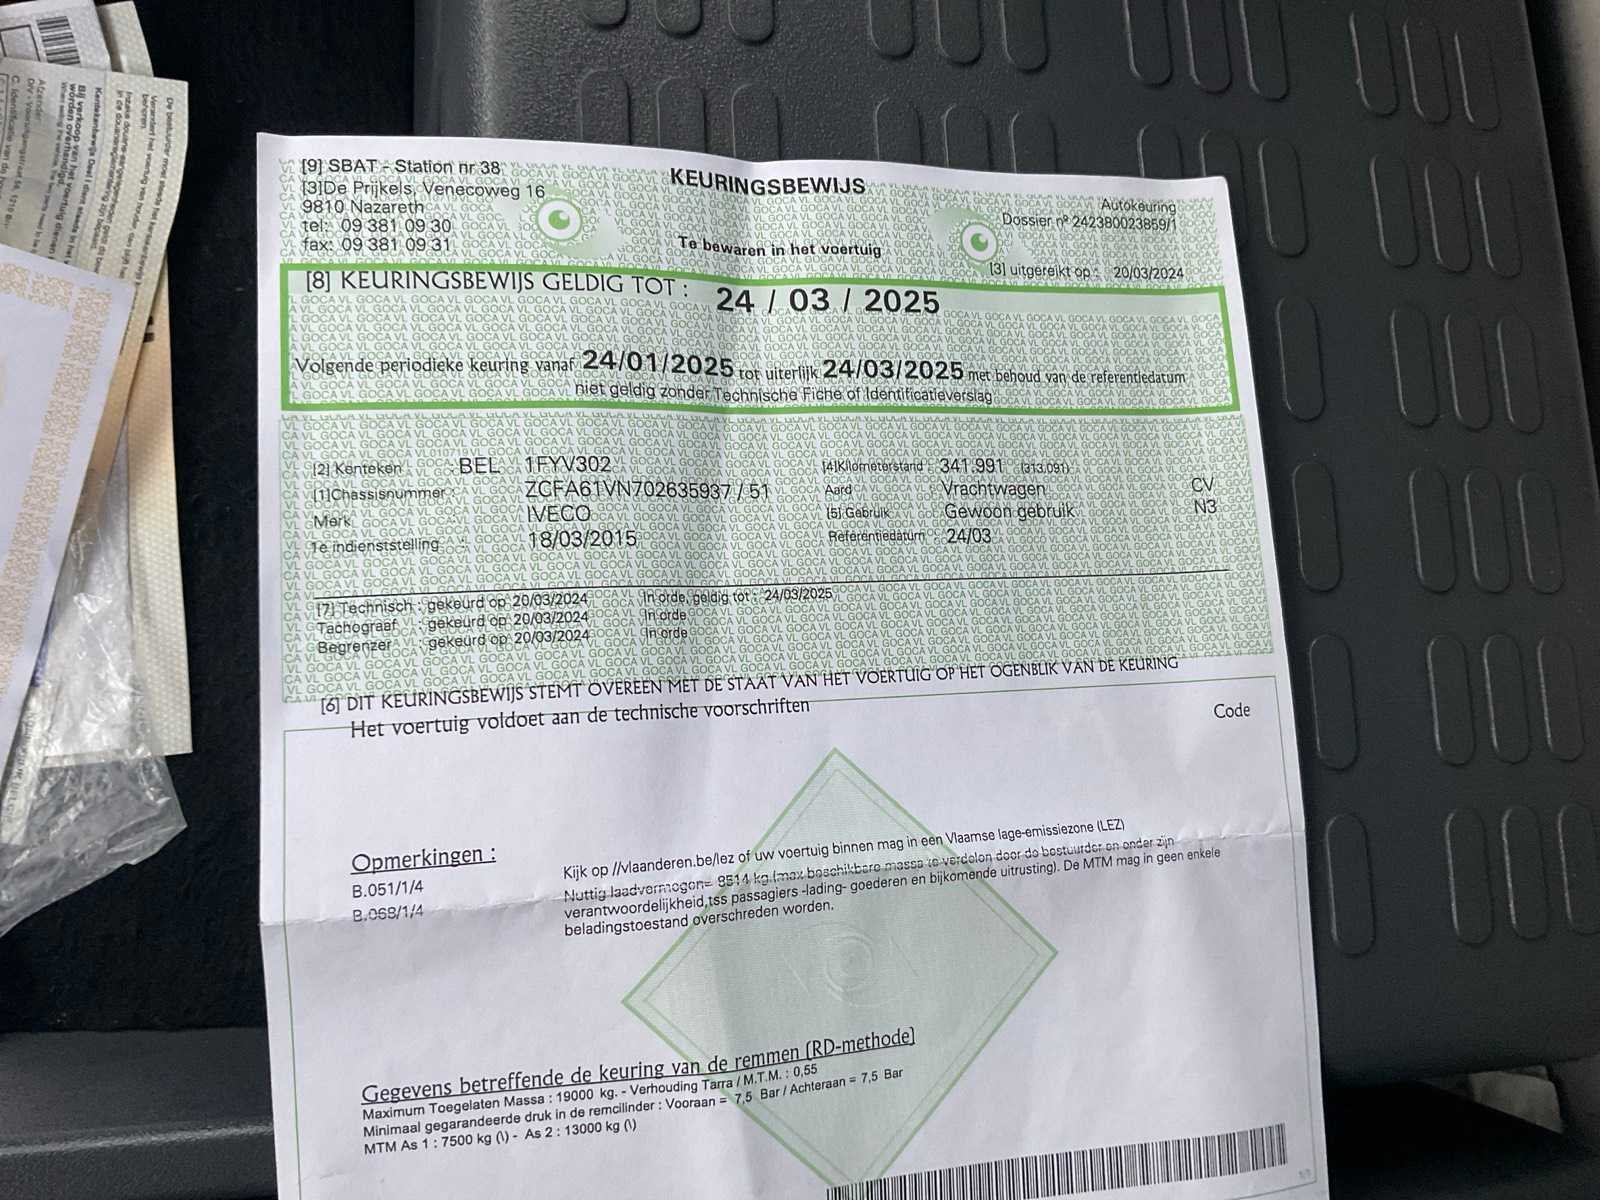 [9] SBAT - Station nr 38
[3]De Prijkels, Venecoweg 16
9810 Nazareth
tel: 09 381 09 30
fax: 09 381 09 31
KEURINGSBEWIJS
Te bewaren in het voertuig
Autokeuring
Dossier nº 242380023859/1
[3] uitgereikt op : 20/03/2024
[8] KEURINGSBEWIJS GELDIG TOT : 24 / 03 / 2025
Volgende periodieke keuring vanaf 24/01/2025 tot uiterlijk 24/03/2025 met behoud van de referentiedatum
niet geldig zonder Technische Fiche of Identificatieverslag
[2] Kenteken : BEL 1FYV302
[1]Chassisnummer : ZCFA61VN702635937 / 51
Merk : IVECO
1e indienststelling : 18/03/2015
[4]Kilometerstand : 341.991 (313.091)
Aard : Vrachtwagen CV
[5] Gebruik : Gewoon gebruik N3
Referentiedatum : 24/03
[7] Technisch : gekeurd op 20/03/2024 In orde, geldig tot : 24/03/2025
Tachograaf : gekeurd op 20/03/2024 In orde
Begrenzer : gekeurd op 20/03/2024 In orde
[6] DIT KEURINGSBEWIJS STEMT OVEREEN MET DE STAAT VAN HET VOERTUIG OP HET OGENBLIK VAN DE KEURING
Het voertuig voldoet aan de technische voorschriften
Code
Opmerkingen :
B.051/1/4 Kijk op //vlaanderen.be/lez of uw voertuig binnen mag in een Vlaamse lage-emissiezone (LEZ)
B.068/1/4 Nuttig laadvermogen= 8514 kg.(max beschikbare massa te verdelen door de bestuurder en onder zijn
verantwoordelijkheid,tss passagiers -lading- goederen en bijkomende uitrusting). De MTM mag in geen enkele
beladingstoestand overschreden worden.
Gegevens betreffende de keuring van de remmen (RD-methode)
Maximum Toegelaten Massa : 19000 kg. - Verhouding Tarra / M.T.M. : 0,55
Minimaal gegarandeerde druk in de remcilinder : Vooraan = 7,5 Bar / Achteraan = 7,5 Bar
MTM As 1 : 7500 kg (\) - As 2 : 13000 kg (\)
1/1